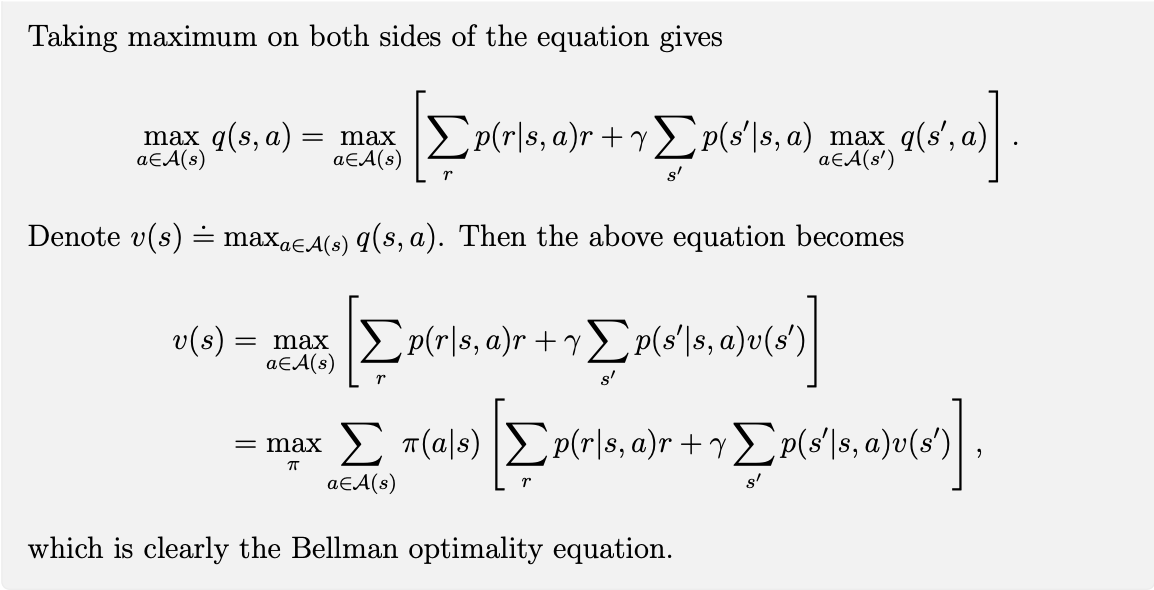 Taking maximum on both sides of the equation gives
$$\max_{a \in \mathcal{A}(s)} q(s, a) = \max_{a \in \mathcal{A}(s)} \left[ \sum_r p(r|s, a)r + \gamma \sum_{s'} p(s'|s, a) \max_{a \in \mathcal{A}(s')} q(s', a) \right].$$
Denote $v(s) \doteq \max_{a \in \mathcal{A}(s)} q(s, a)$. Then the above equation becomes
$$v(s) = \max_{a \in \mathcal{A}(s)} \left[ \sum_r p(r|s, a)r + \gamma \sum_{s'} p(s'|s, a)v(s') \right]$$
$$= \max_{\pi} \sum_{a \in \mathcal{A}(s)} \pi(a|s) \left[ \sum_r p(r|s, a)r + \gamma \sum_{s'} p(s'|s, a)v(s') \right],$$
which is clearly the Bellman optimality equation.